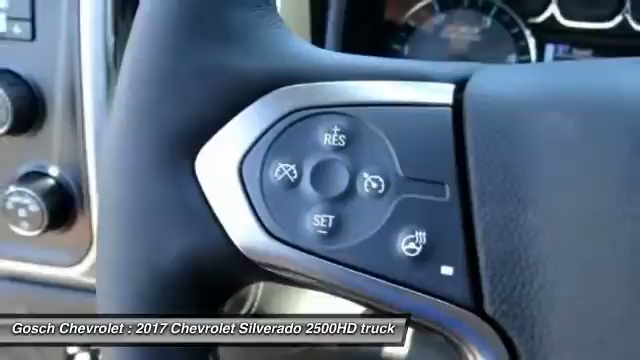 +
RES
SET
−
Gosch Chevrolet : 2017 Chevrolet Silverado 2500HD truck